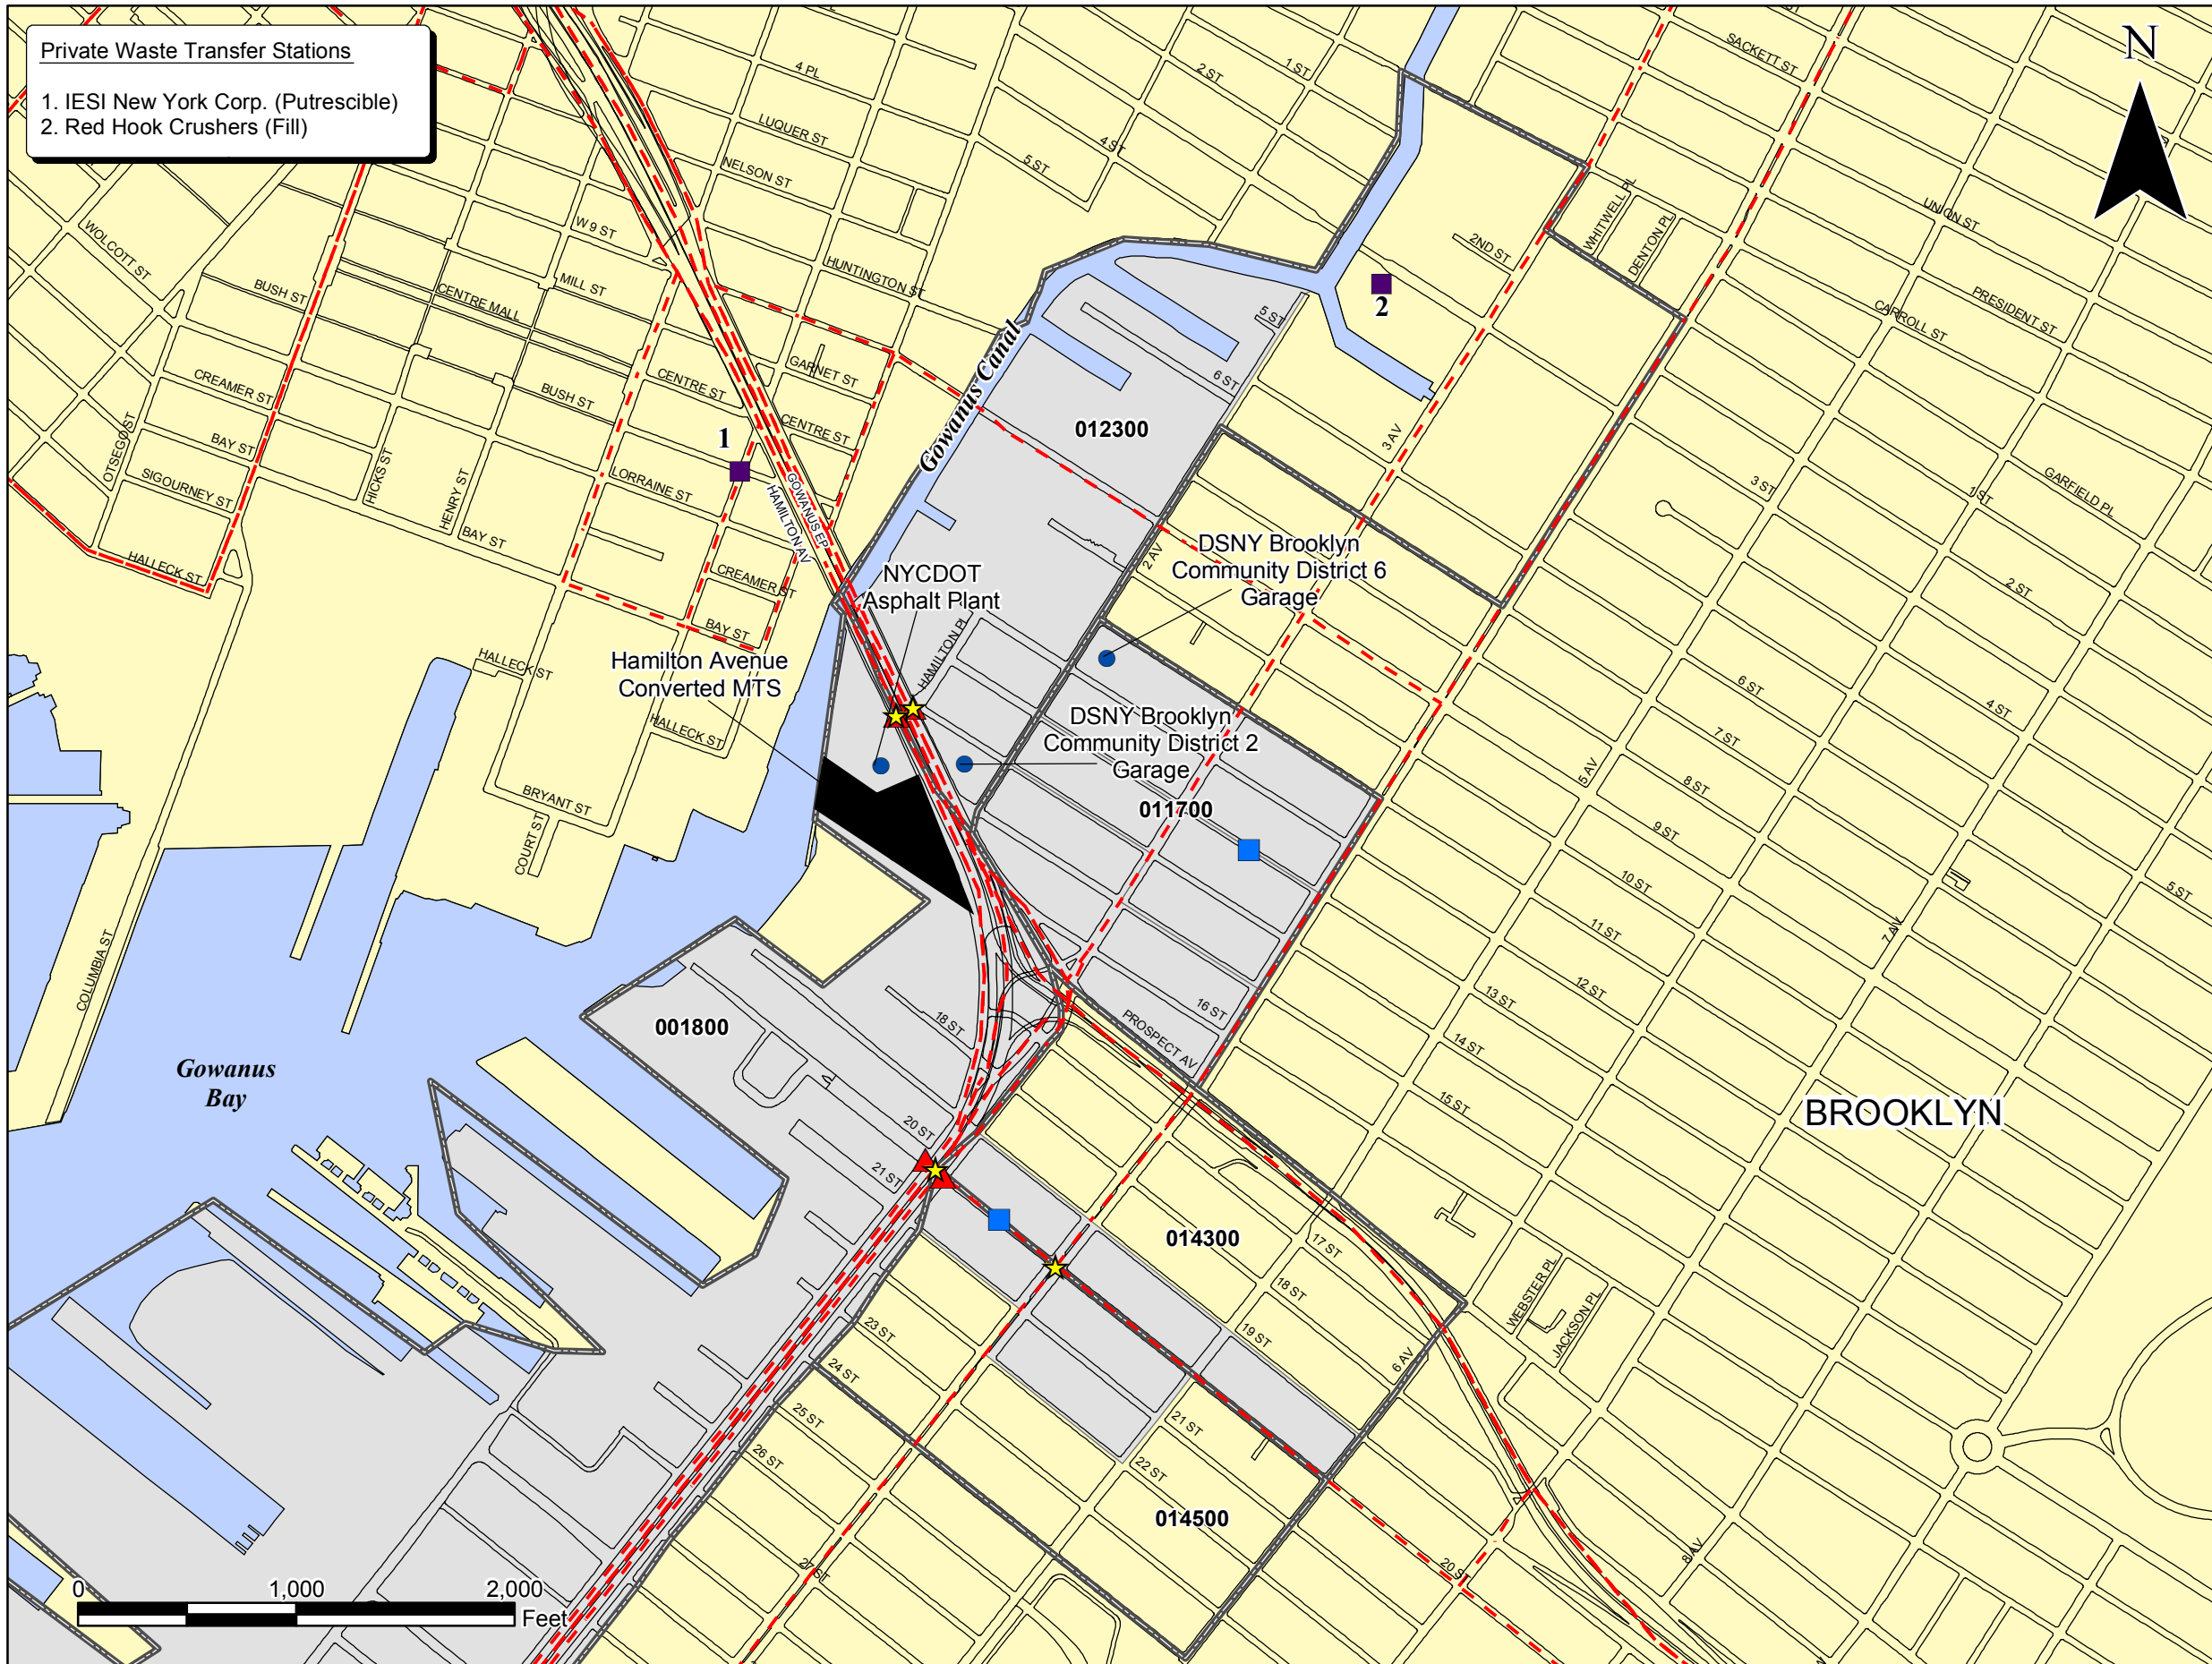 Private Waste Transfer Stations
1. IESI New York Corp. (Putrescible)
2. Red Hook Crushers (Fill)
N
SACKETT ST
4 PL
2 ST
1 ST
LUQUER ST
4 ST
5 ST
NELSON ST
WHITWELL PL
DENTON PL
UNION ST
WOLCOTT ST
W 9 ST
2ND ST
HUNTINGTON ST
MILL ST
BUSH ST
CENTRE MALL
2
PRESIDENT ST
CARROLL ST
5 ST
Gowanus Canal
GARNET ST
6 ST
CREAMER ST
CENTRE ST
BUSH ST
CENTRE ST
012300
1
3 AV
OTSEGO ST
BAY ST
SIGOURNEY ST
HICKS ST
HENRY ST
LORRAINE ST
GOWANUS EP
HAMILTON AV
3 ST
1 ST
GARFIELD PL
BAY ST
HALLECK ST
2 AV
DSNY Brooklyn
Community District 6
Garage
NYCDOT
Asphalt Plant
CREAMER ST
2 ST
BAY ST
HAMILTON PL
Hamilton Avenue
Converted MTS
HALLECK ST
HALLECK ST
6 ST
4 ST
DSNY Brooklyn
Community District 2
Garage
7 ST
5 AV
8 ST
BRYANT ST
COURT ST
011700
9 ST
10 ST
5 ST
11 ST
7 AV
COLUMBIA ST
12 ST
13 ST
16 ST
18 ST
PROSPECT AV
001800
14 ST
Gowanus
Bay
15 ST
BROOKLYN
20 ST
21 ST
014300
17 ST
18 ST
WEBSTER PL
JACKSON PL
23 ST
19 ST
6 AV
24 ST
25 ST
21 ST
26 ST
22 ST
014500
8 AV
27 ST
20 ST
0
1,000
2,000
Feet